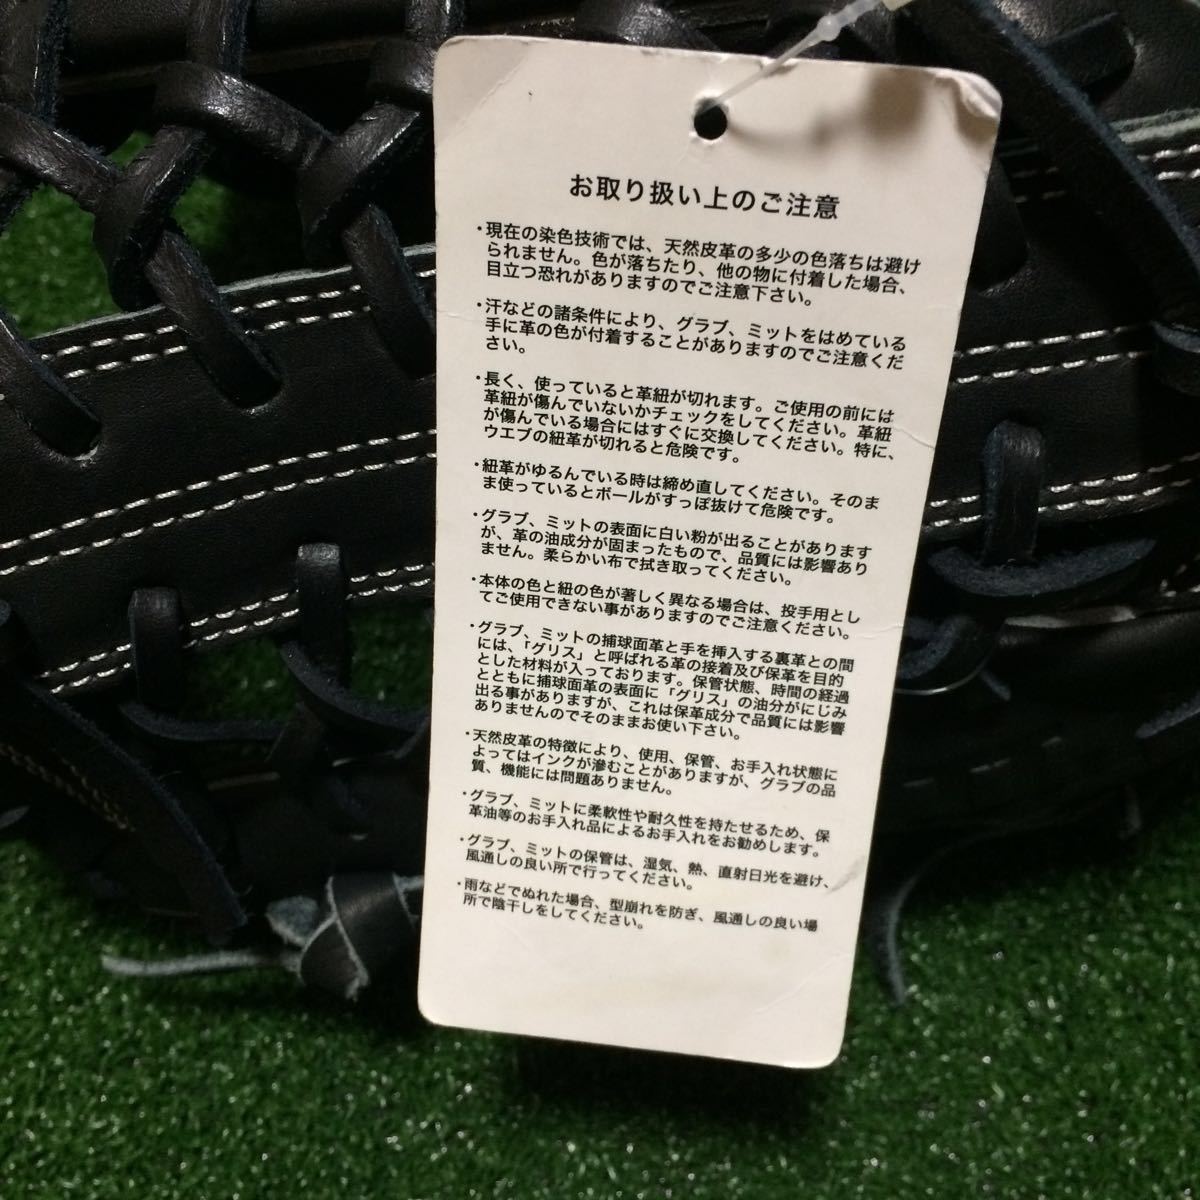 お取り扱い上のご注意
・現在の染色技術では、天然皮革の多少の色落ちは避け
られません。色が落ちたり、他の物に付着した場合、
目立つ恐れがありますのでご注意下さい。
・汗などの諸条件により、グラブ、ミットをはめている
手に革の色が付着することがありますのでご注意くだ
さい。
・長く、使っていると革紐が切れます。ご使用の前には
革紐が傷んでいないかチェックをしてください。革紐
が傷んでいる場合にはすぐに交換してください。特に、
ウエブの紐革が切れると危険です。
・紐革がゆるんでいる時は締め直してください。そのま
ま使っているとボールがすっぽ抜けて危険です。
・グラブ、ミットの表面に白い粉が出ることがあります
が、革の油成分が固まったもので、品質には影響あり
ません。柔らかい布で拭き取ってください。
・本体の色と紐の色が著しく異なる場合は、投手用とし
てご使用できない事がありますのでご注意ください。
・グラブ、ミットの捕球面革と手を挿入する裏革との間
には、「グリス」と呼ばれる革の接着及び保革を目的
とした材料が入っております。保管状態、時間の経過
とともに捕球面革の表面に「グリス」の油分がにじみ
出る事がありますが、これは保革成分で品質には影響
ありませんのでそのままお使い下さい。
・天然皮革の特徴により、使用、保管、お手入れ状態に
よってはインクが滲むことがありますが、グラブの品
質、機能には問題ありません。
・グラブ、ミットに柔軟性や耐久性を持たせるため、保
革油等のお手入れ品によるお手入れをお勧めします。
・グラブ、ミットの保管は、湿気、熱、直射日光を避け、
風通しの良い所で行ってください。
・雨などでぬれた場合、型崩れを防ぎ、風通しの良い場
所で陰干しをしてください。